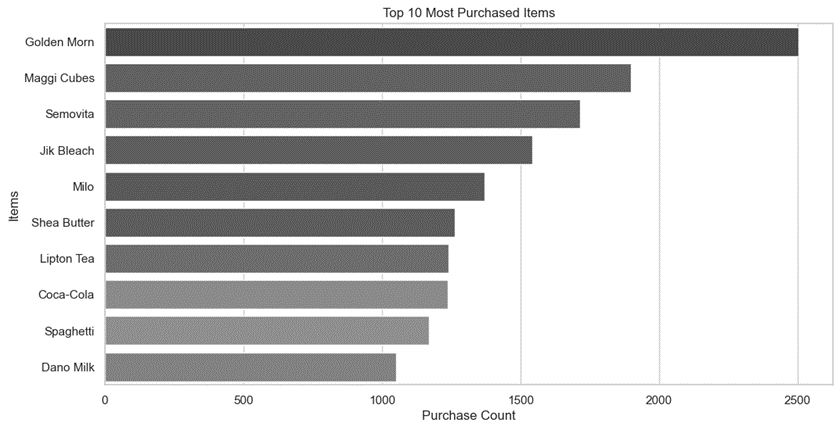 Top 10 Most Purchased Items
Golden Morn
Maggi Cubes
Semovita
Jik Bleach
Milo
Shea Butter
Lipton Tea
Coca-Cola
Spaghetti
Dano Milk
Items
0 500 1000 1500 2000 2500
Purchase Count